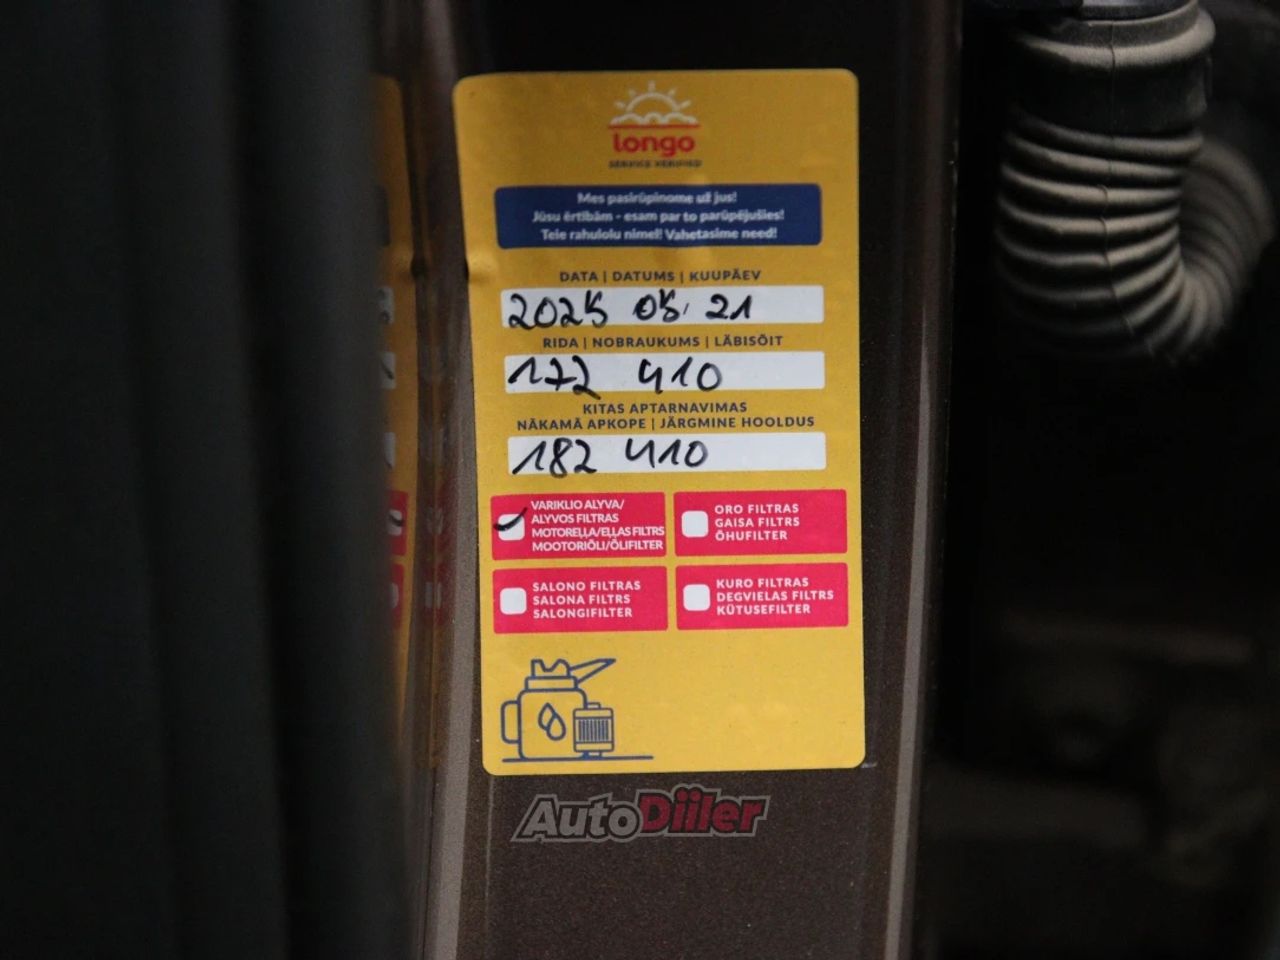 longo
SERVICE VERIFIED
Mes pasirūpinome už jus!
Jūsu ērtībām - esam par to parūpējušies!
Teie rahulolu nimel! Vahetasime need!
DATA | DATUMS | KUUPÄEV
2025 05. 21
RIDA | NOBRAUKUMS | LÄBISÕIT
172 410
KITAS APTARNAVIMAS
NĀKAMĀ APKOPE | JÄRGMINE HOOLDUS
182 410
VARIKLIO ALYVA/
ALYVOS FILTRAS
MOTOREĻĻA/EĻĻAS FILTRS
MOOTORIÕLI/ÕLIFILTER
ORO FILTRAS
GAISA FILTRS
ÕHUFILTER
SALONO FILTRAS
SALONA FILTRS
SALONGIFILTER
KURO FILTRAS
DEGVIELAS FILTRS
KÜTUSEFILTER
AutoDiiler